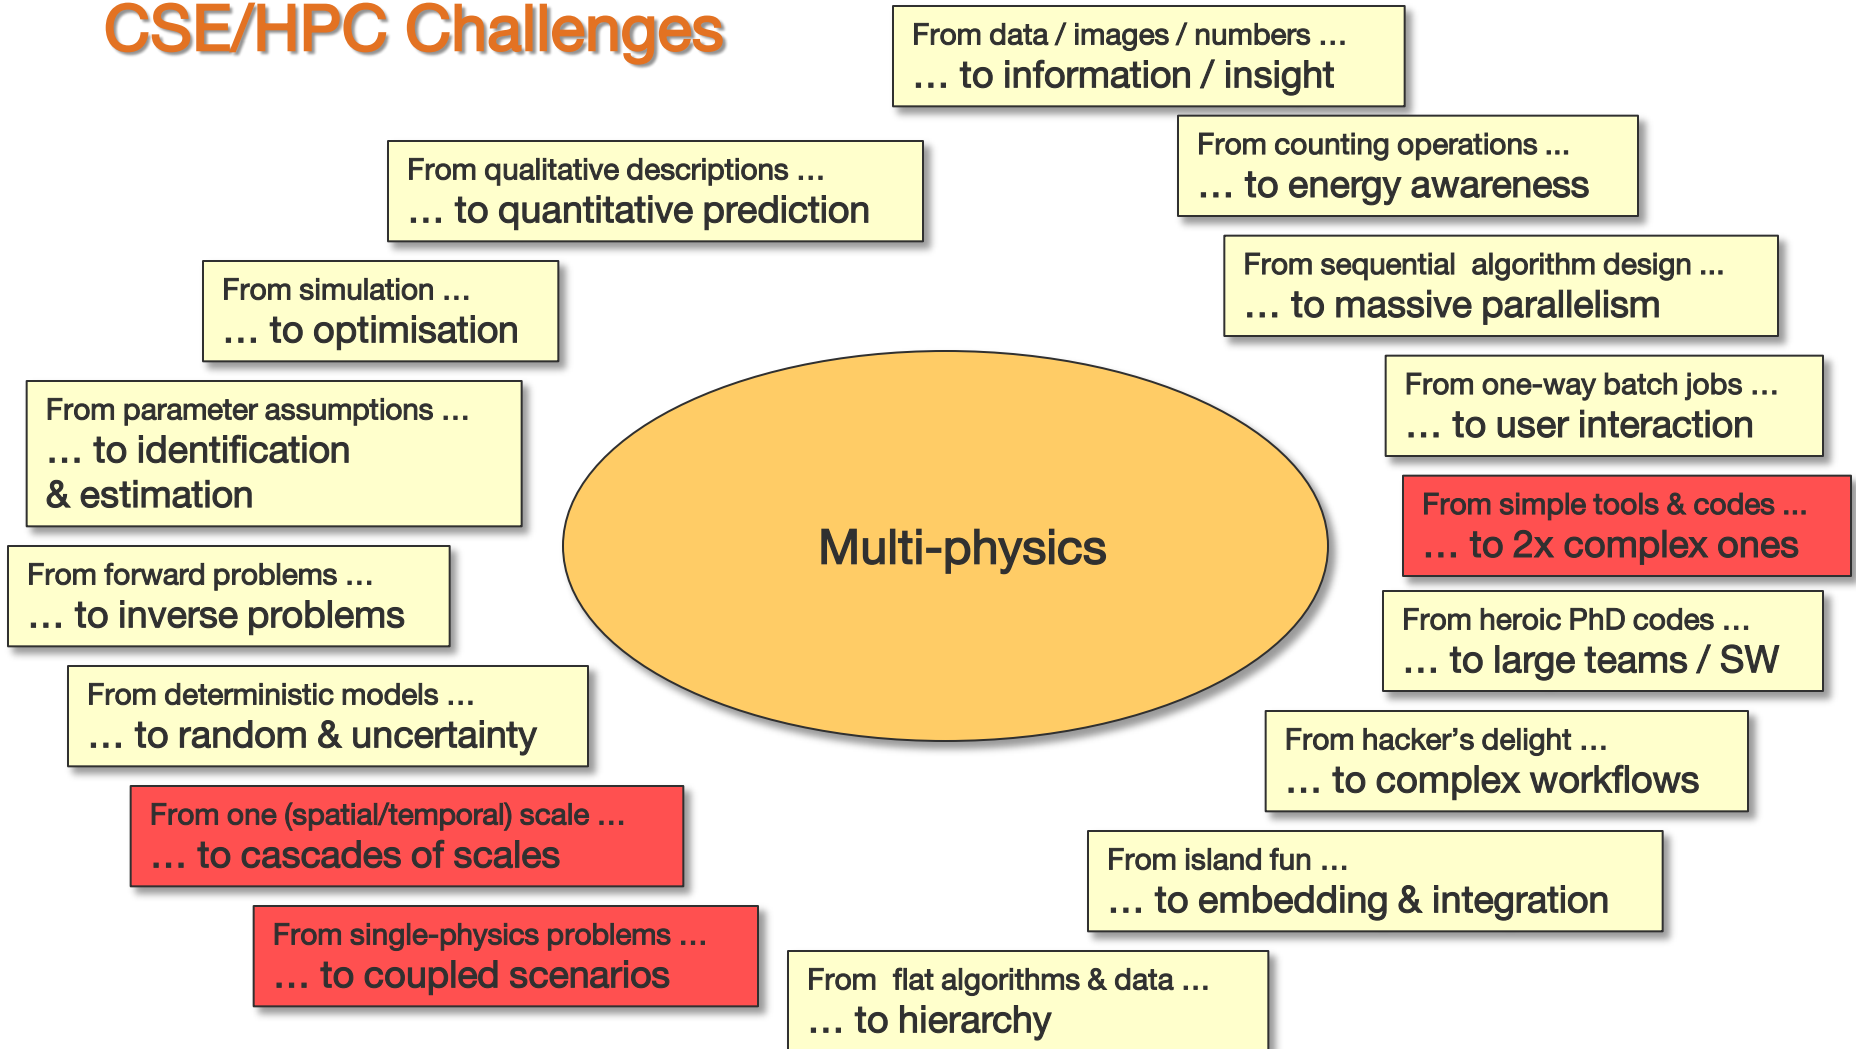 CSE/HPC Challenges
From data / images / numbers …
… to information / insight
From counting operations …
… to energy awareness
From qualitative descriptions …
… to quantitative prediction
From sequential  algorithm design …
… to massive parallelism
From simulation …
… to optimisation
From one-way batch jobs …
… to user interaction
From parameter assumptions …
… to identification
& estimation
From simple tools & codes …
… to 2x complex ones
Multi-physics
From forward problems …
… to inverse problems
From heroic PhD codes …
… to large teams / SW
From deterministic models …
… to random & uncertainty
From hacker’s delight …
… to complex workflows
From one (spatial/temporal) scale …
… to cascades of scales
From island fun …
… to embedding & integration
From single-physics problems …
… to coupled scenarios
From  flat algorithms & data …
… to hierarchy